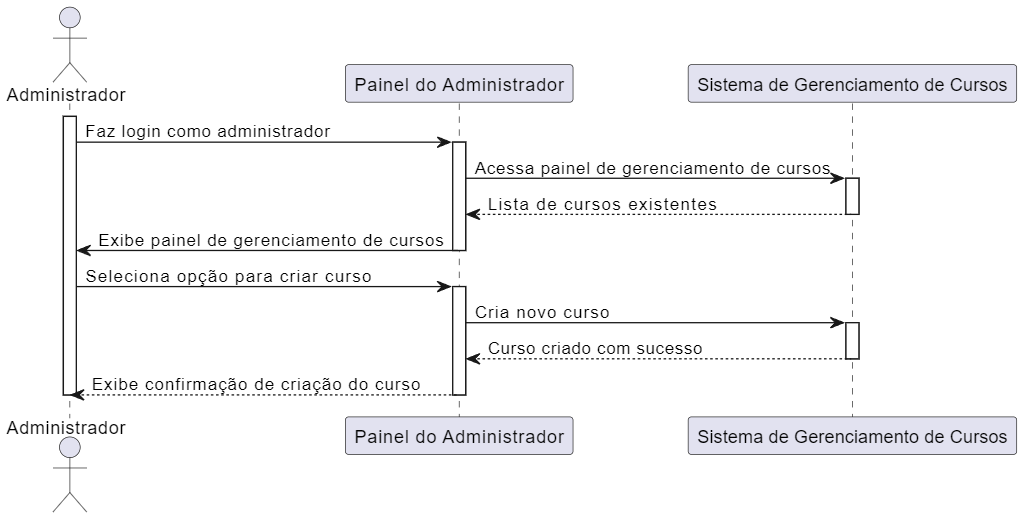 Administrador
Painel do Administrador
Sistema de Gerenciamento de Cursos
Faz login como administrador
Acessa painel de gerenciamento de cursos
Lista de cursos existentes
Exibe painel de gerenciamento de cursos
Seleciona opção para criar curso
Cria novo curso
Curso criado com sucesso
Exibe confirmação de criação do curso
Administrador
Painel do Administrador
Sistema de Gerenciamento de Cursos